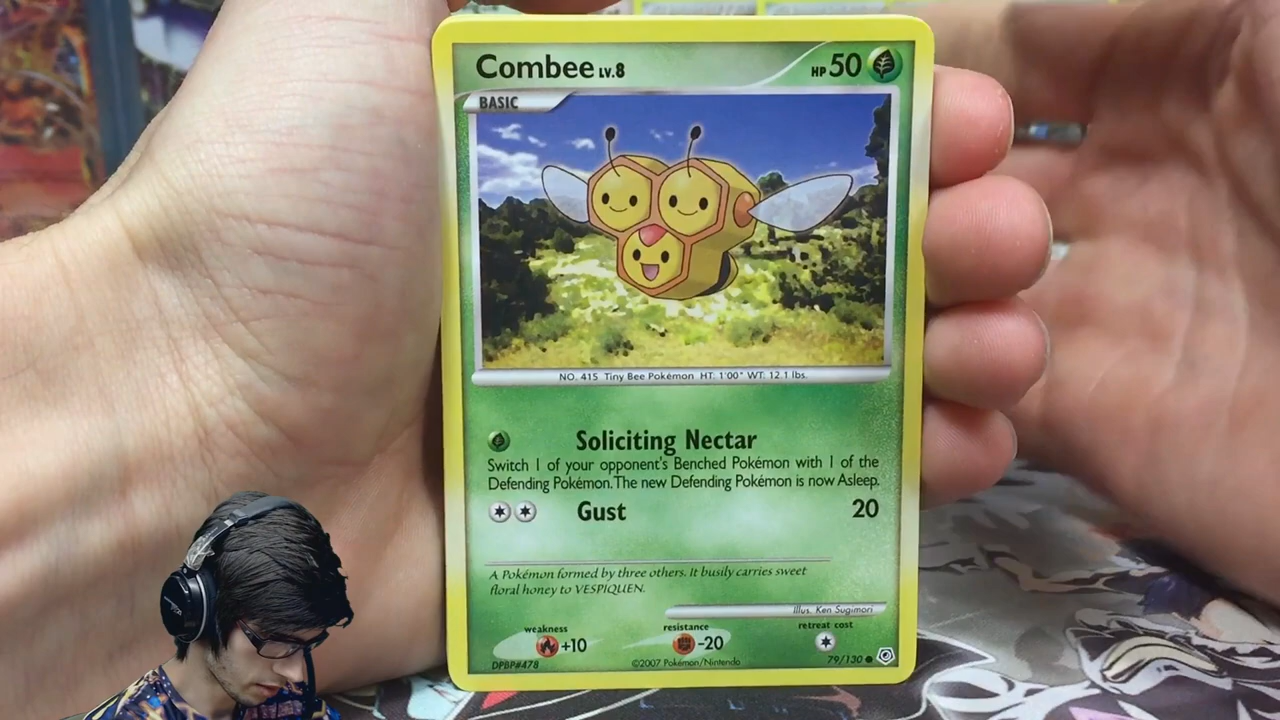 Combee LV.8
HP 50
BASIC
NO. 415 Tiny Bee Pokémon HT: 1'00" WT: 12.1 lbs.
Soliciting Nectar
Switch 1 of your opponent's Benched Pokémon with 1 of the
Defending Pokémon. The new Defending Pokémon is now Asleep.
Gust 20
A Pokémon formed by three others. It busily carries sweet
floral honey to VESPIQUEN.
Illus. Ken Sugimori
weakness resistance retreat cost
+10 -20
DPBP#478 ©2007 Pokémon/Nintendo 79/130